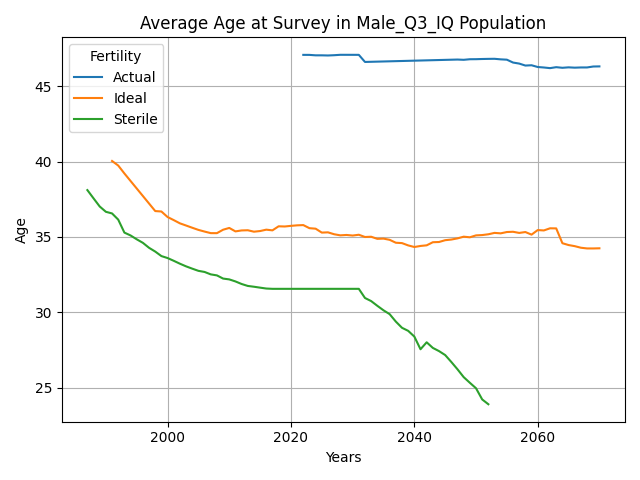 Average Age at Survey in Male_Q3_IQ Population
Fertility
Actual
Ideal
Sterile
45
40
35
30
25
Age
2000 2020 2040 2060
Years